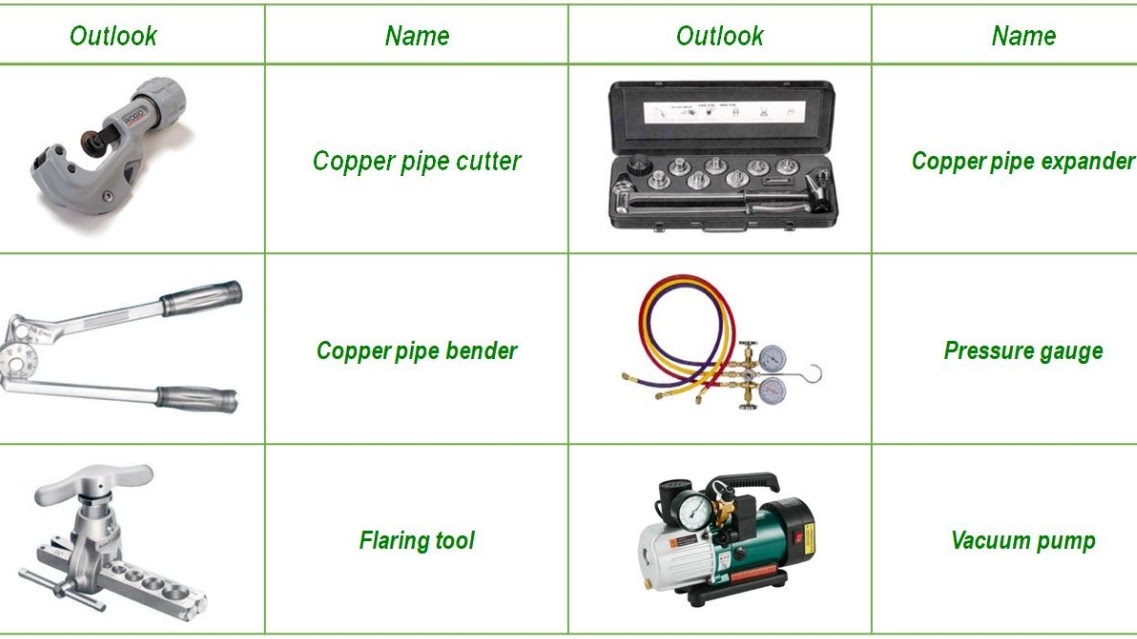 Outlook Name Outlook Name
RIDGID
Copper pipe cutter Copper pipe expander
Copper pipe bender Pressure gauge
Flaring tool Vacuum pump